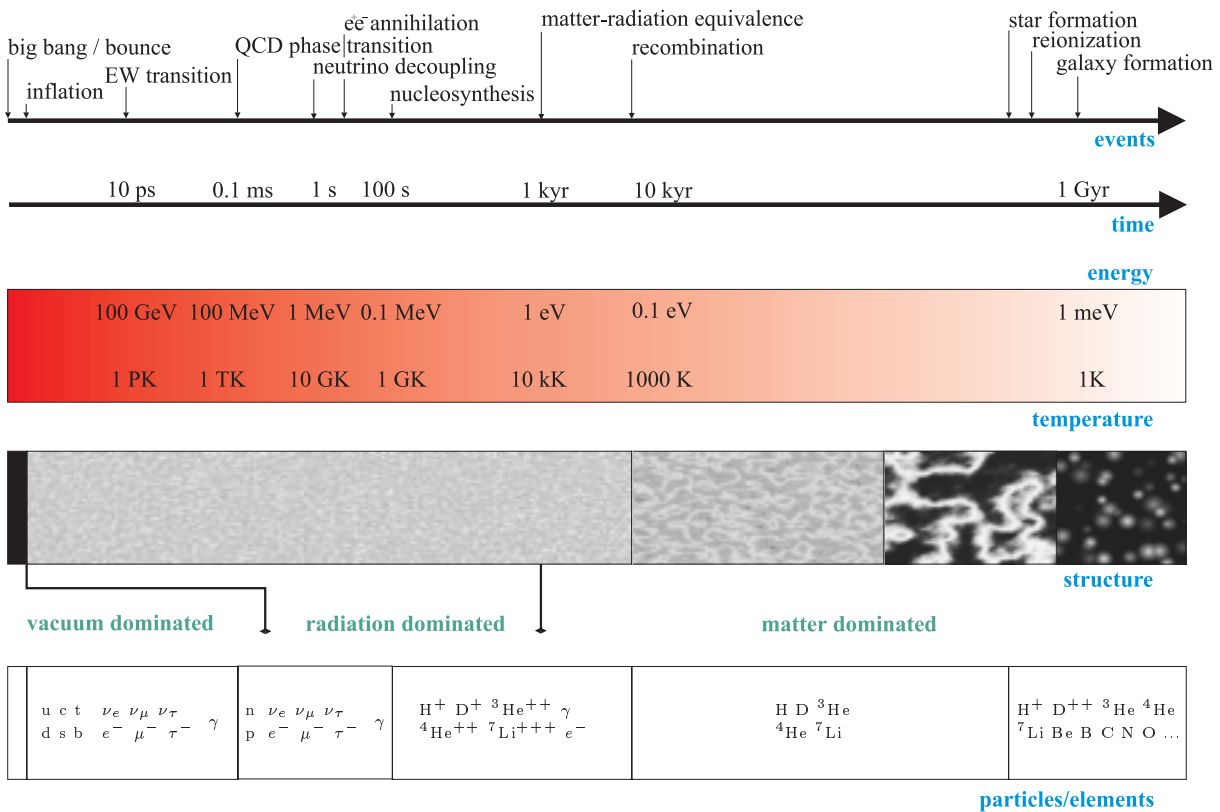 e⁺e⁻ annihilation
matter-radiation equivalence
star formation
big bang / bounce
QCD phase transition
recombination
reionization
EW transition
neutrino decoupling
galaxy formation
inflation
nucleosynthesis
events
10 ps 0.1 ms 1 s 100 s 1 kyr 10 kyr 1 Gyr
time
energy
100 GeV 100 MeV 1 MeV 0.1 MeV 1 eV 0.1 eV 1 meV
1 PK 1 TK 10 GK 1 GK 10 kK 1000 K 1K
temperature
structure
vacuum dominated radiation dominated matter dominated
u c t νₑ ν_μ ν_τ γ
d s b e⁻ μ⁻ τ⁻
n νₑ ν_μ ν_τ γ
p e⁻ μ⁻ τ⁻
H⁺ D⁺ ³He⁺⁺ γ
⁴He⁺⁺ ⁷Li⁺⁺⁺ e⁻
H D ³He
⁴He ⁷Li
H⁺ D⁺⁺ ³He ⁴He
⁷Li Be B C N O ...
particles/elements